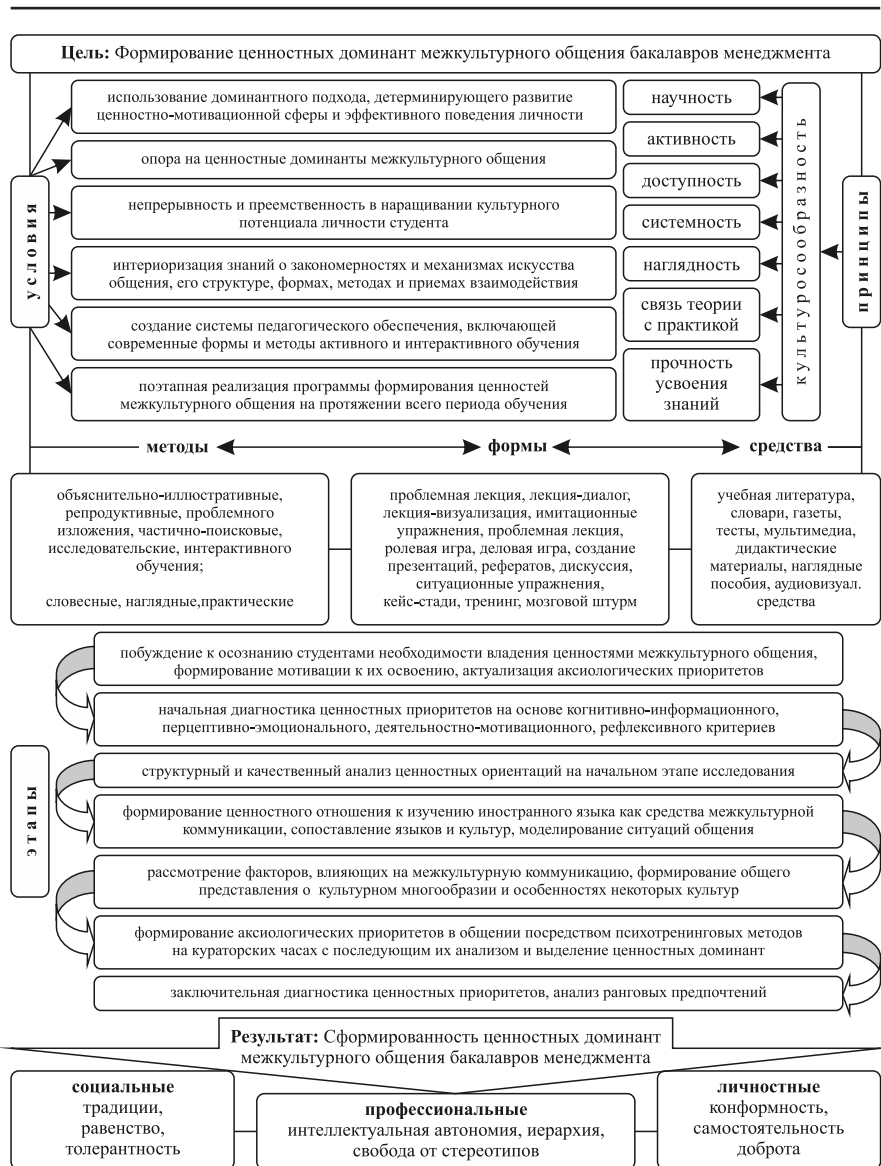 Цель: Формирование ценностных доминант межкультурного общения бакалавров менеджмента
условия
использование доминантного подхода, детерминирующего развитие
ценностно-мотивационной сферы и эффективного поведения личности
опора на ценностные доминанты межкультурного общения
непрерывность и преемственность в наращивании культурного
потенциала личности студента
интериоризация знаний о закономерностях и механизмах искусства
общения, его структуре, формах, методах и приемах взаимодействия
создание системы педагогического обеспечения, включающей
современные формы и методы активного и интерактивного обучения
поэтапная реализация программы формирования ценностей
межкультурного общения на протяжении всего периода обучения
научность
активность
доступность
системность
наглядность
связь теории
с практикой
прочность
усвоения
знаний
культуросообразность
принципы
методы
формы
средства
объяснительно-иллюстративные,
репродуктивные, проблемного
изложения, частично-поисковые,
исследовательские, интерактивного
обучения;
словесные, наглядные,практические
проблемная лекция, лекция-диалог,
лекция-визуализация, имитационные
упражнения, проблемная лекция,
ролевая игра, деловая игра, создание
презентаций, рефератов, дискуссия,
ситуационные упражнения,
кейс-стади, тренинг, мозговой штурм
учебная литература,
словари, газеты,
тесты, мультимедиа,
дидактические
материалы, наглядные
пособия, аудиовизуал.
средства
этапы
побуждение к осознанию студентами необходимости владения ценностями межкультурного общения,
формирование мотивации к их освоению, актуализация аксиологических приоритетов
начальная диагностика ценностных приоритетов на основе когнитивно-информационного,
перцептивно-эмоционального, деятельностно-мотивационного, рефлексивного критериев
структурный и качественный анализ ценностных ориентаций на начальном этапе исследования
формирование ценностного отношения к изучению иностранного языка как средства межкультурной
коммуникации, сопоставление языков и культур, моделирование ситуаций общения
рассмотрение факторов, влияющих на межкультурную коммуникацию, формирование общего
представления о культурном многообразии и особенностях некоторых культур
формирование аксиологических приоритетов в общении посредством психотренинговых методов
на кураторских часах с последующим их анализом и выделение ценностных доминант
заключительная диагностика ценностных приоритетов, анализ ранговых предпочтений
Результат: Сформированность ценностных доминант
межкультурного общения бакалавров менеджмента
социальные
традиции,
равенство,
толерантность
профессиональные
интеллектуальная автономия, иерархия,
свобода от стереотипов
личностные
конформность,
самостоятельность
доброта